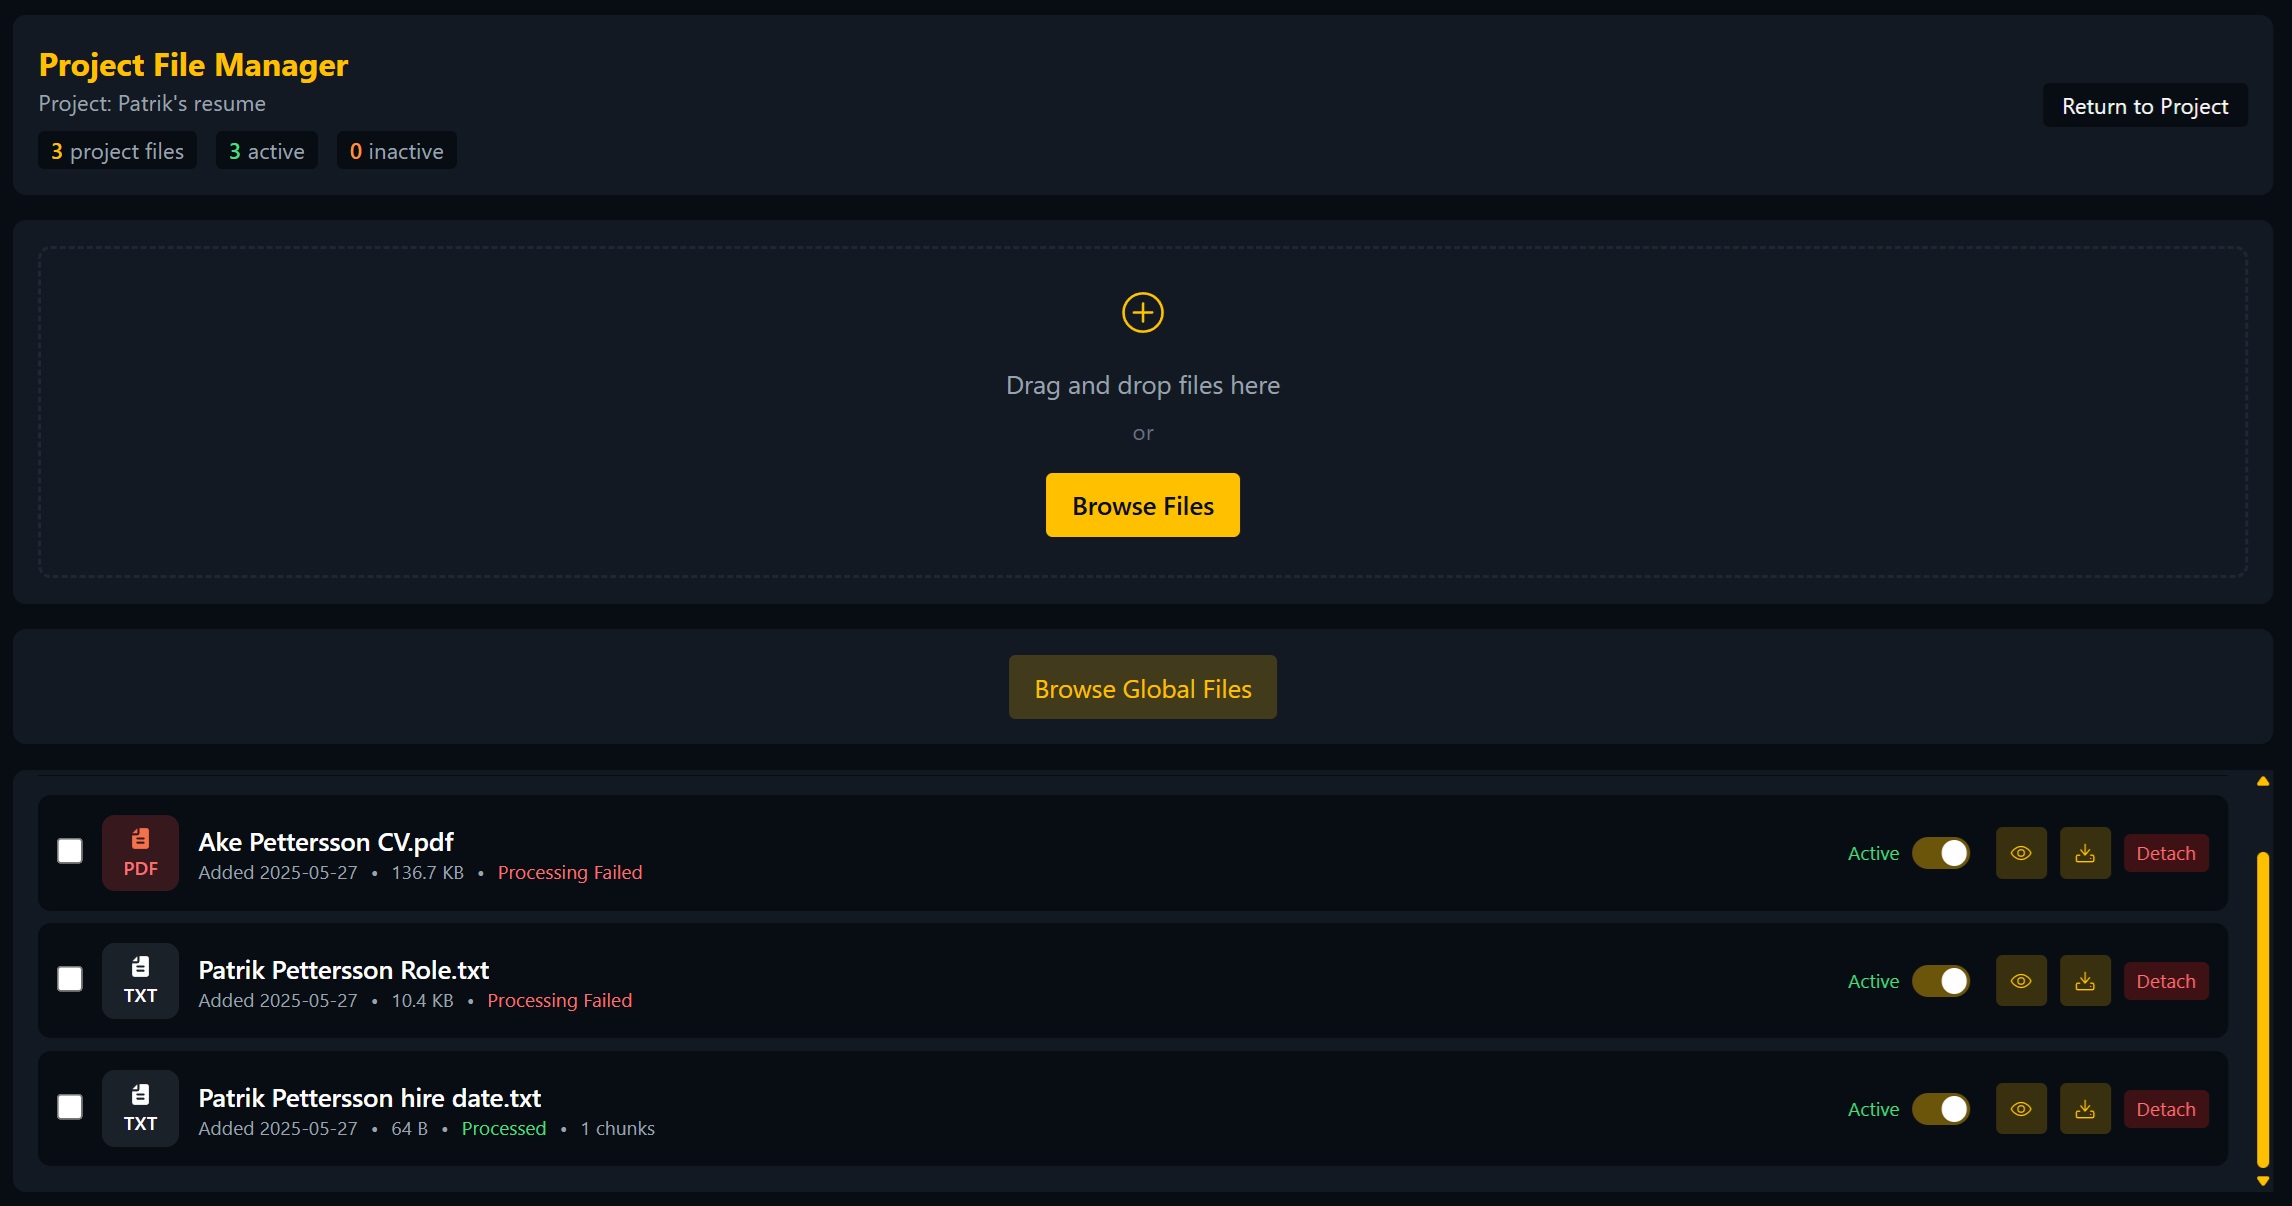 Project File Manager
Project: Patrik's resume
3 project files 3 active 0 inactive
Return to Project
Drag and drop files here
or
Browse Files
Browse Global Files
PDF
Ake Pettersson CV.pdf
Added 2025-05-27 • 136.7 KB • Processing Failed
Active Detach
TXT
Patrik Pettersson Role.txt
Added 2025-05-27 • 10.4 KB • Processing Failed
Active Detach
TXT
Patrik Pettersson hire date.txt
Added 2025-05-27 • 64 B • Processed • 1 chunks
Active Detach